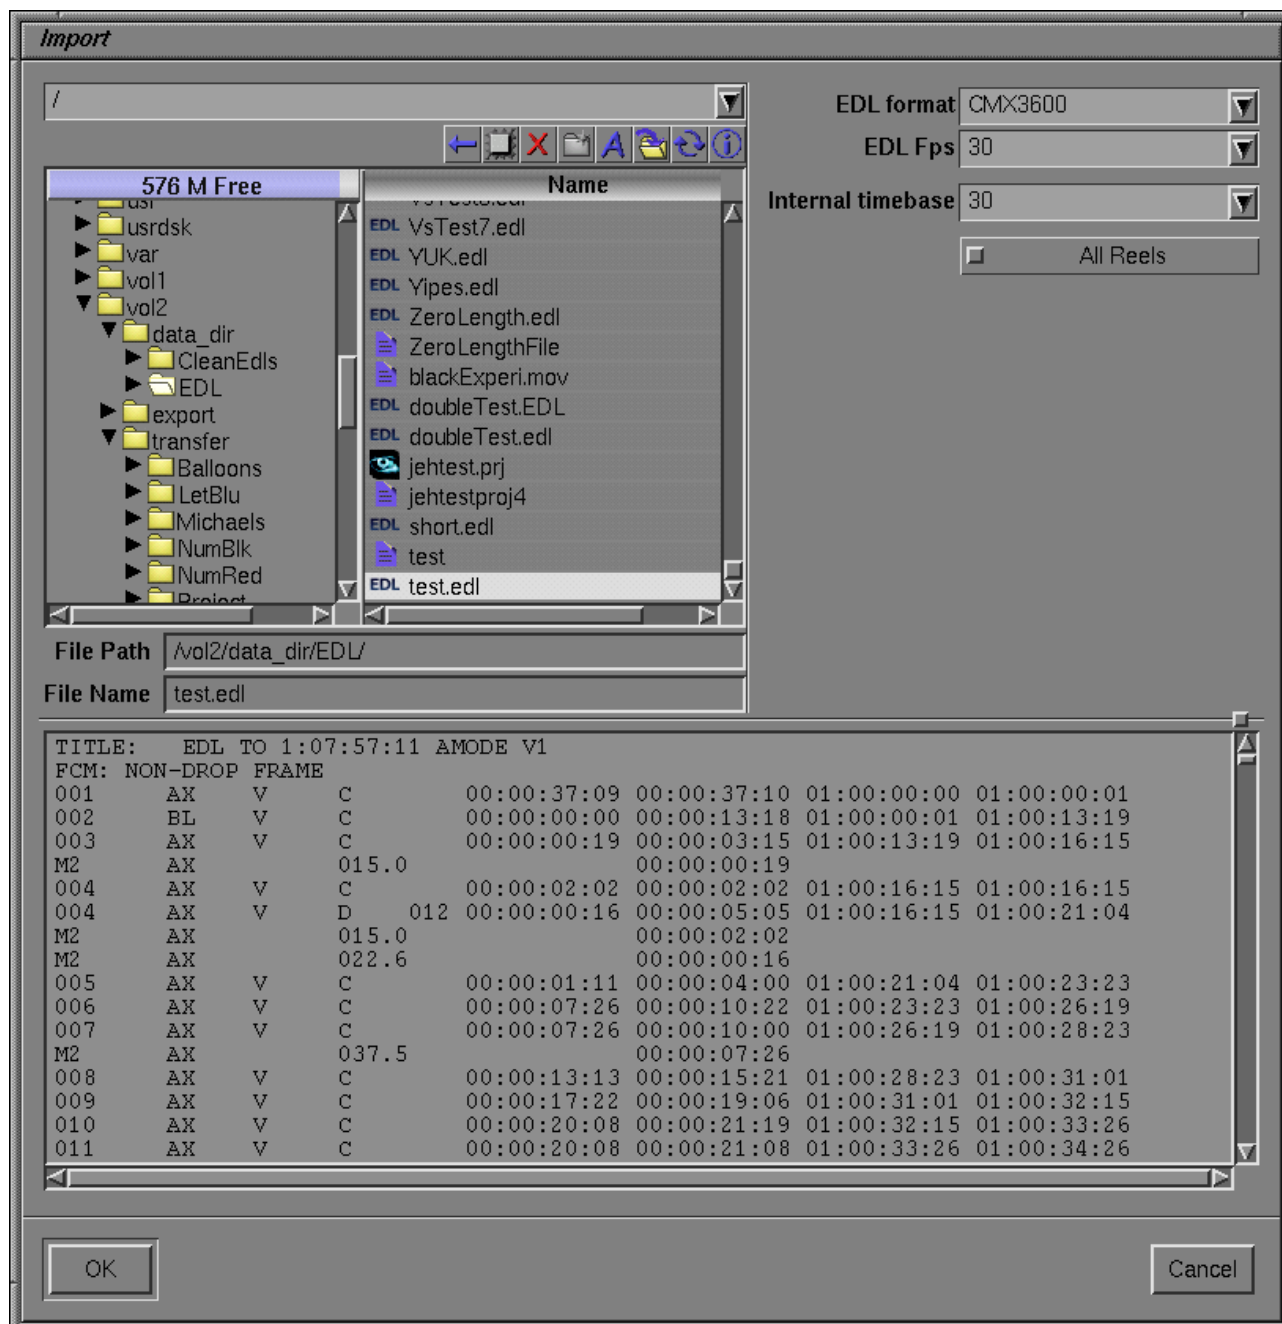 Import
/
EDL format CMX3600
EDL Fps 30
Internal timebase 30
All Reels
576 M Free
usr
usrdsk
var
vol1
vol2
data_dir
CleanEdls
EDL
export
transfer
Balloons
LetBlu
Michaels
NumBlk
NumRed
Project
Name
EDL VsTest7.edl
EDL YUK.edl
EDL Yipes.edl
EDL ZeroLength.edl
ZeroLengthFile
blackExperi.mov
EDL doubleTest.EDL
EDL doubleTest.edl
jehtest.prj
jehtestproj4
EDL short.edl
test
EDL test.edl
File Path /vol2/data_dir/EDL/
File Name test.edl
TITLE: EDL TO 1:07:57:11 AMODE V1
FCM: NON-DROP FRAME
001 AX V C 00:00:37:09 00:00:37:10 01:00:00:00 01:00:00:01
002 BL V C 00:00:00:00 00:00:13:18 01:00:00:01 01:00:13:19
003 AX V C 00:00:00:19 00:00:03:15 01:00:13:19 01:00:16:15
M2 AX 015.0 00:00:00:19
004 AX V C 00:00:02:02 00:00:02:02 01:00:16:15 01:00:16:15
004 AX V D 012 00:00:00:16 00:00:05:05 01:00:16:15 01:00:21:04
M2 AX 015.0 00:00:02:02
M2 AX 022.6 00:00:00:16
005 AX V C 00:00:01:11 00:00:04:00 01:00:21:04 01:00:23:23
006 AX V C 00:00:07:26 00:00:10:22 01:00:23:23 01:00:26:19
007 AX V C 00:00:07:26 00:00:10:00 01:00:26:19 01:00:28:23
M2 AX 037.5 00:00:07:26
008 AX V C 00:00:13:13 00:00:15:21 01:00:28:23 01:00:31:01
009 AX V C 00:00:17:22 00:00:19:06 01:00:31:01 01:00:32:15
010 AX V C 00:00:20:08 00:00:21:19 01:00:32:15 01:00:33:26
011 AX V C 00:00:20:08 00:00:21:08 01:00:33:26 01:00:34:26
OK
Cancel